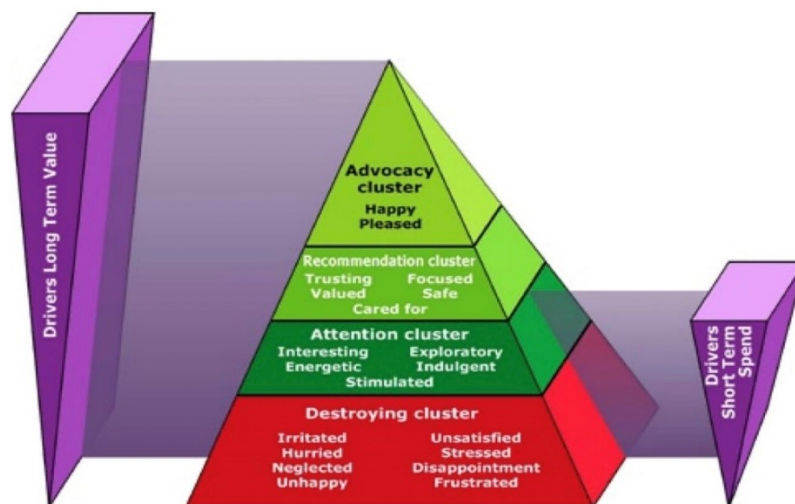 Drivers Long Term Value
Advocacy
cluster
Happy
Pleased
Recommendation cluster
Trusting Focused
Valued Safe
Cared for
Attention cluster
Interesting Exploratory
Energetic Indulgent
Stimulated
Destroying cluster
Irritated Unsatisfied
Hurried Stressed
Neglected Disappointment
Unhappy Frustrated
Drivers
Short Term
Spend